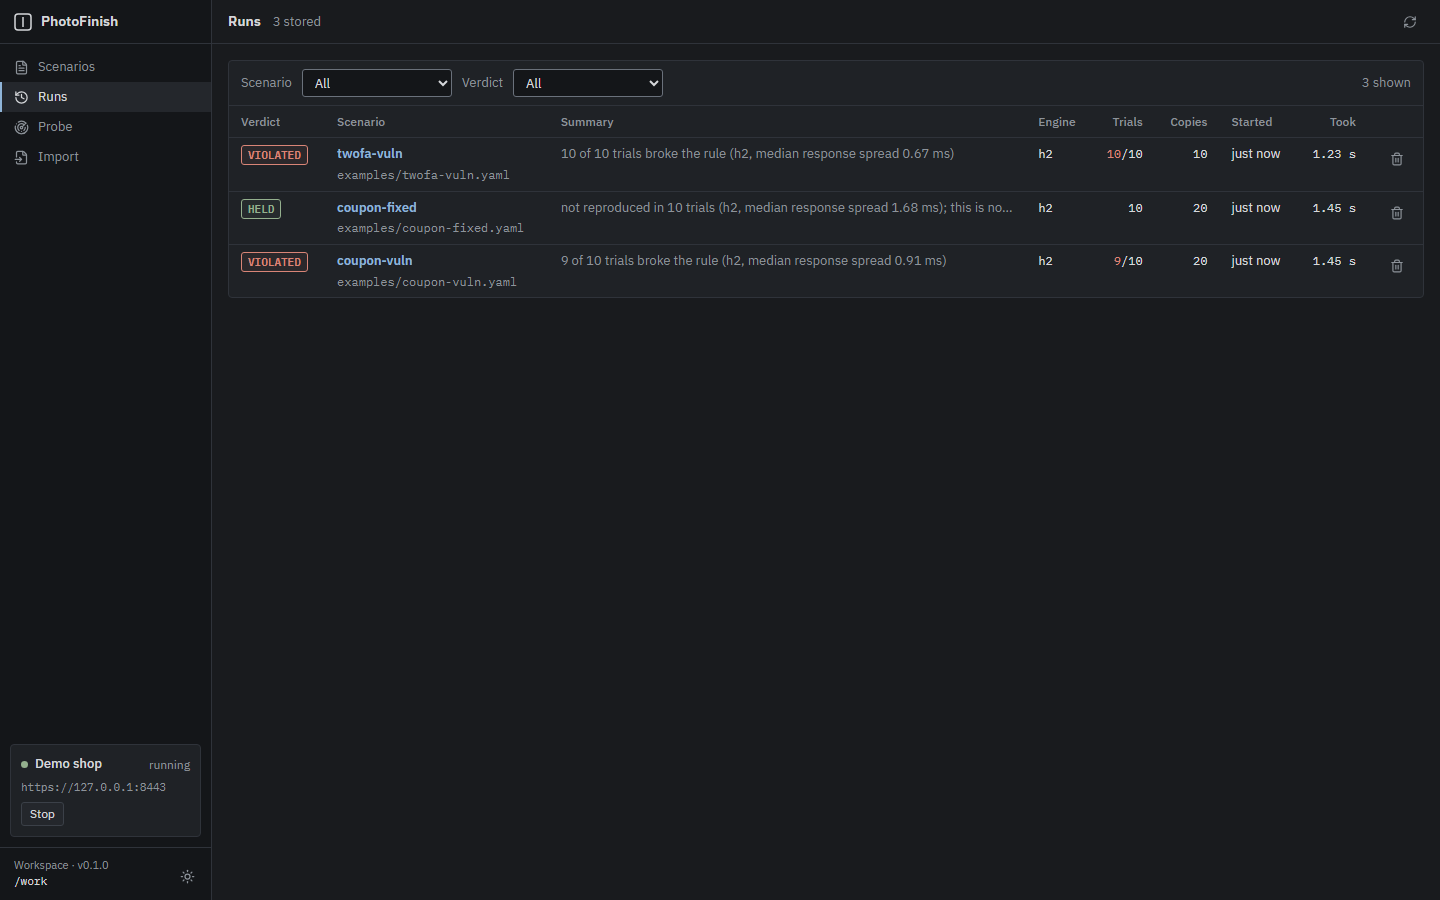 PhotoFinish
Runs 3 stored
Scenarios
Runs
Probe
Import
Scenario All Verdict All 3 shown
Verdict Scenario Summary Engine Trials Copies Started Took
VIOLATED twofa-vuln 10 of 10 trials broke the rule (h2, median response spread 0.67 ms) h2 10/10 10 just now 1.23 s
examples/twofa-vuln.yaml
HELD coupon-fixed not reproduced in 10 trials (h2, median response spread 1.68 ms); this is no... h2 10 20 just now 1.45 s
examples/coupon-fixed.yaml
VIOLATED coupon-vuln 9 of 10 trials broke the rule (h2, median response spread 0.91 ms) h2 9/10 20 just now 1.45 s
examples/coupon-vuln.yaml
Demo shop running
https://127.0.0.1:8443
Stop
Workspace · v0.1.0
/work